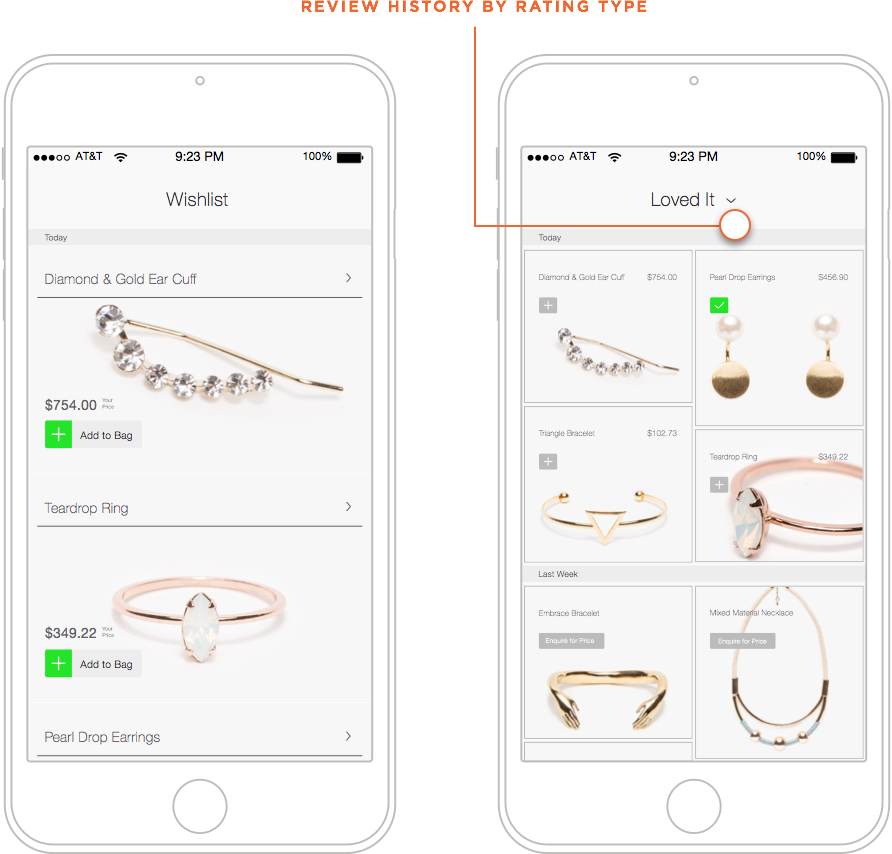 REVIEW HISTORY BY RATING TYPE
AT&T 9:23 PM 100%
Wishlist
Today
Diamond & Gold Ear Cuff
$754.00 Your Price
Add to Bag
Teardrop Ring
$349.22 Your Price
Add to Bag
Pearl Drop Earrings
AT&T 9:23 PM 100%
Loved It
Today
Diamond & Gold Ear Cuff $754.00
Pearl Drop Earrings $456.90
Triangle Bracelet $102.73
Teardrop Ring $349.22
Last Week
Embrace Bracelet
Enquire for Price
Mixed Material Necklace
Enquire for Price